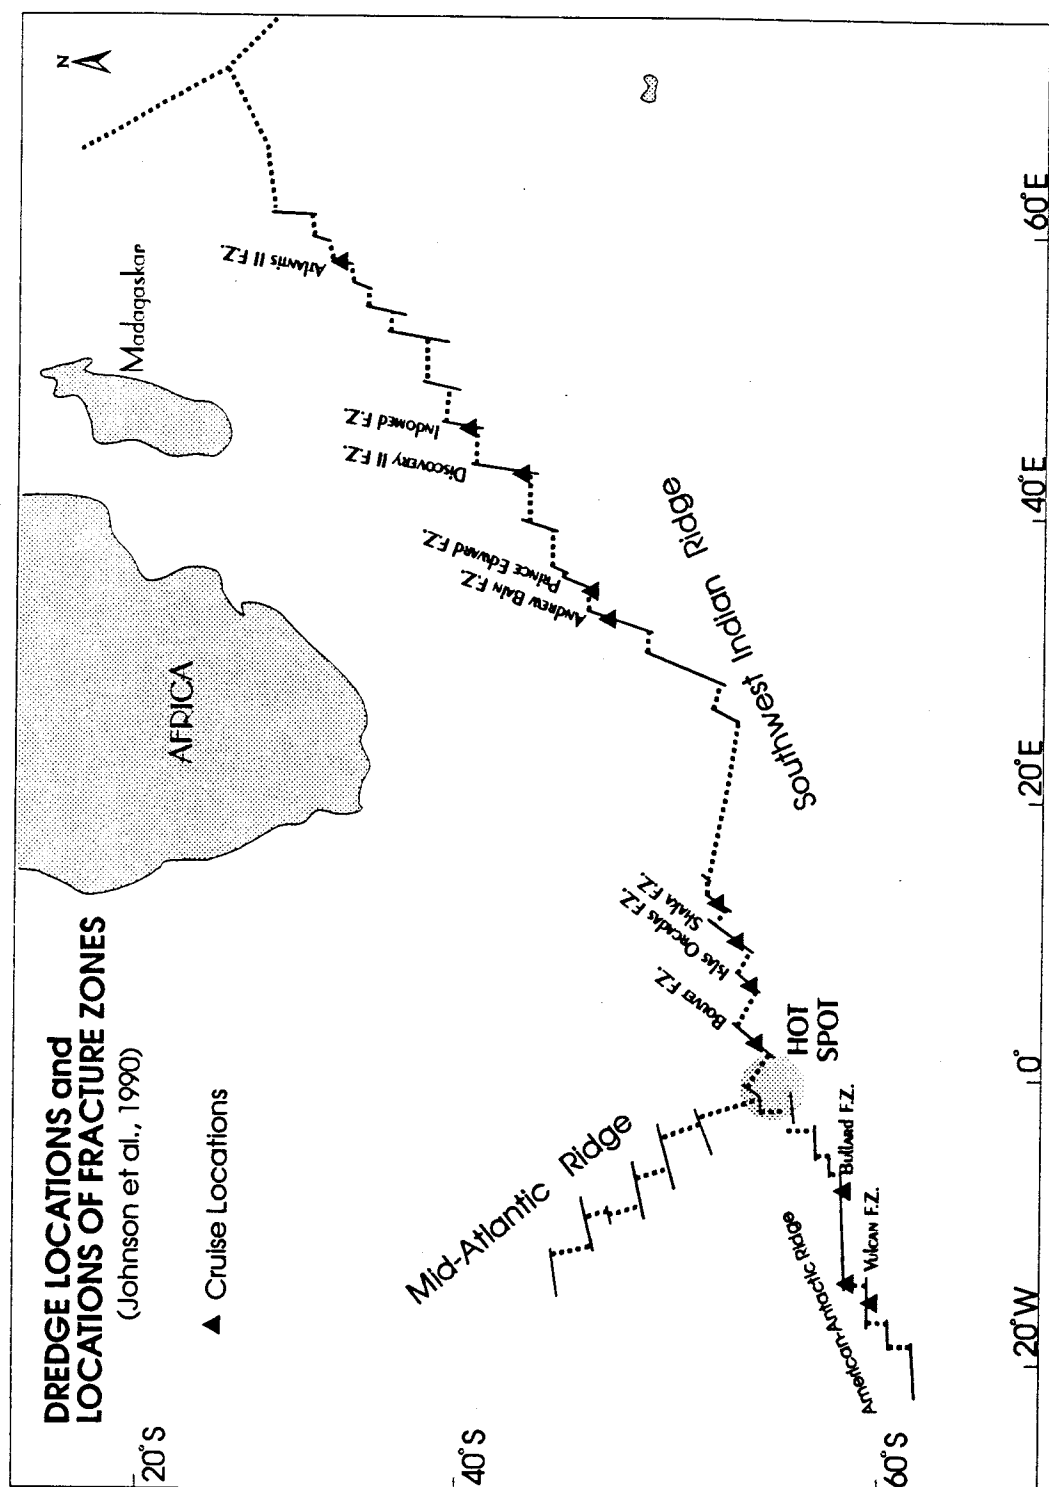 DREDGE LOCATIONS and
LOCATIONS OF FRACTURE ZONES
(Johnson et al., 1990)
▲ Cruise Locations
N
AFRICA
Madagaskar
Atlantis II F.Z.
Indomed F.Z.
Discovery II F.Z.
Prince Edward F.Z.
Andrew Bain F.Z.
Southwest Indian Ridge
Shaka F.Z.
Islas Orcadas F.Z.
Bouvet F.Z.
HOT
SPOT
Mid-Atlantic Ridge
Bullard F.Z.
Vulcan F.Z.
American-Antactic Ridge
20°S
40°S
60°S
20°W
0°
20°E
40°E
60°E